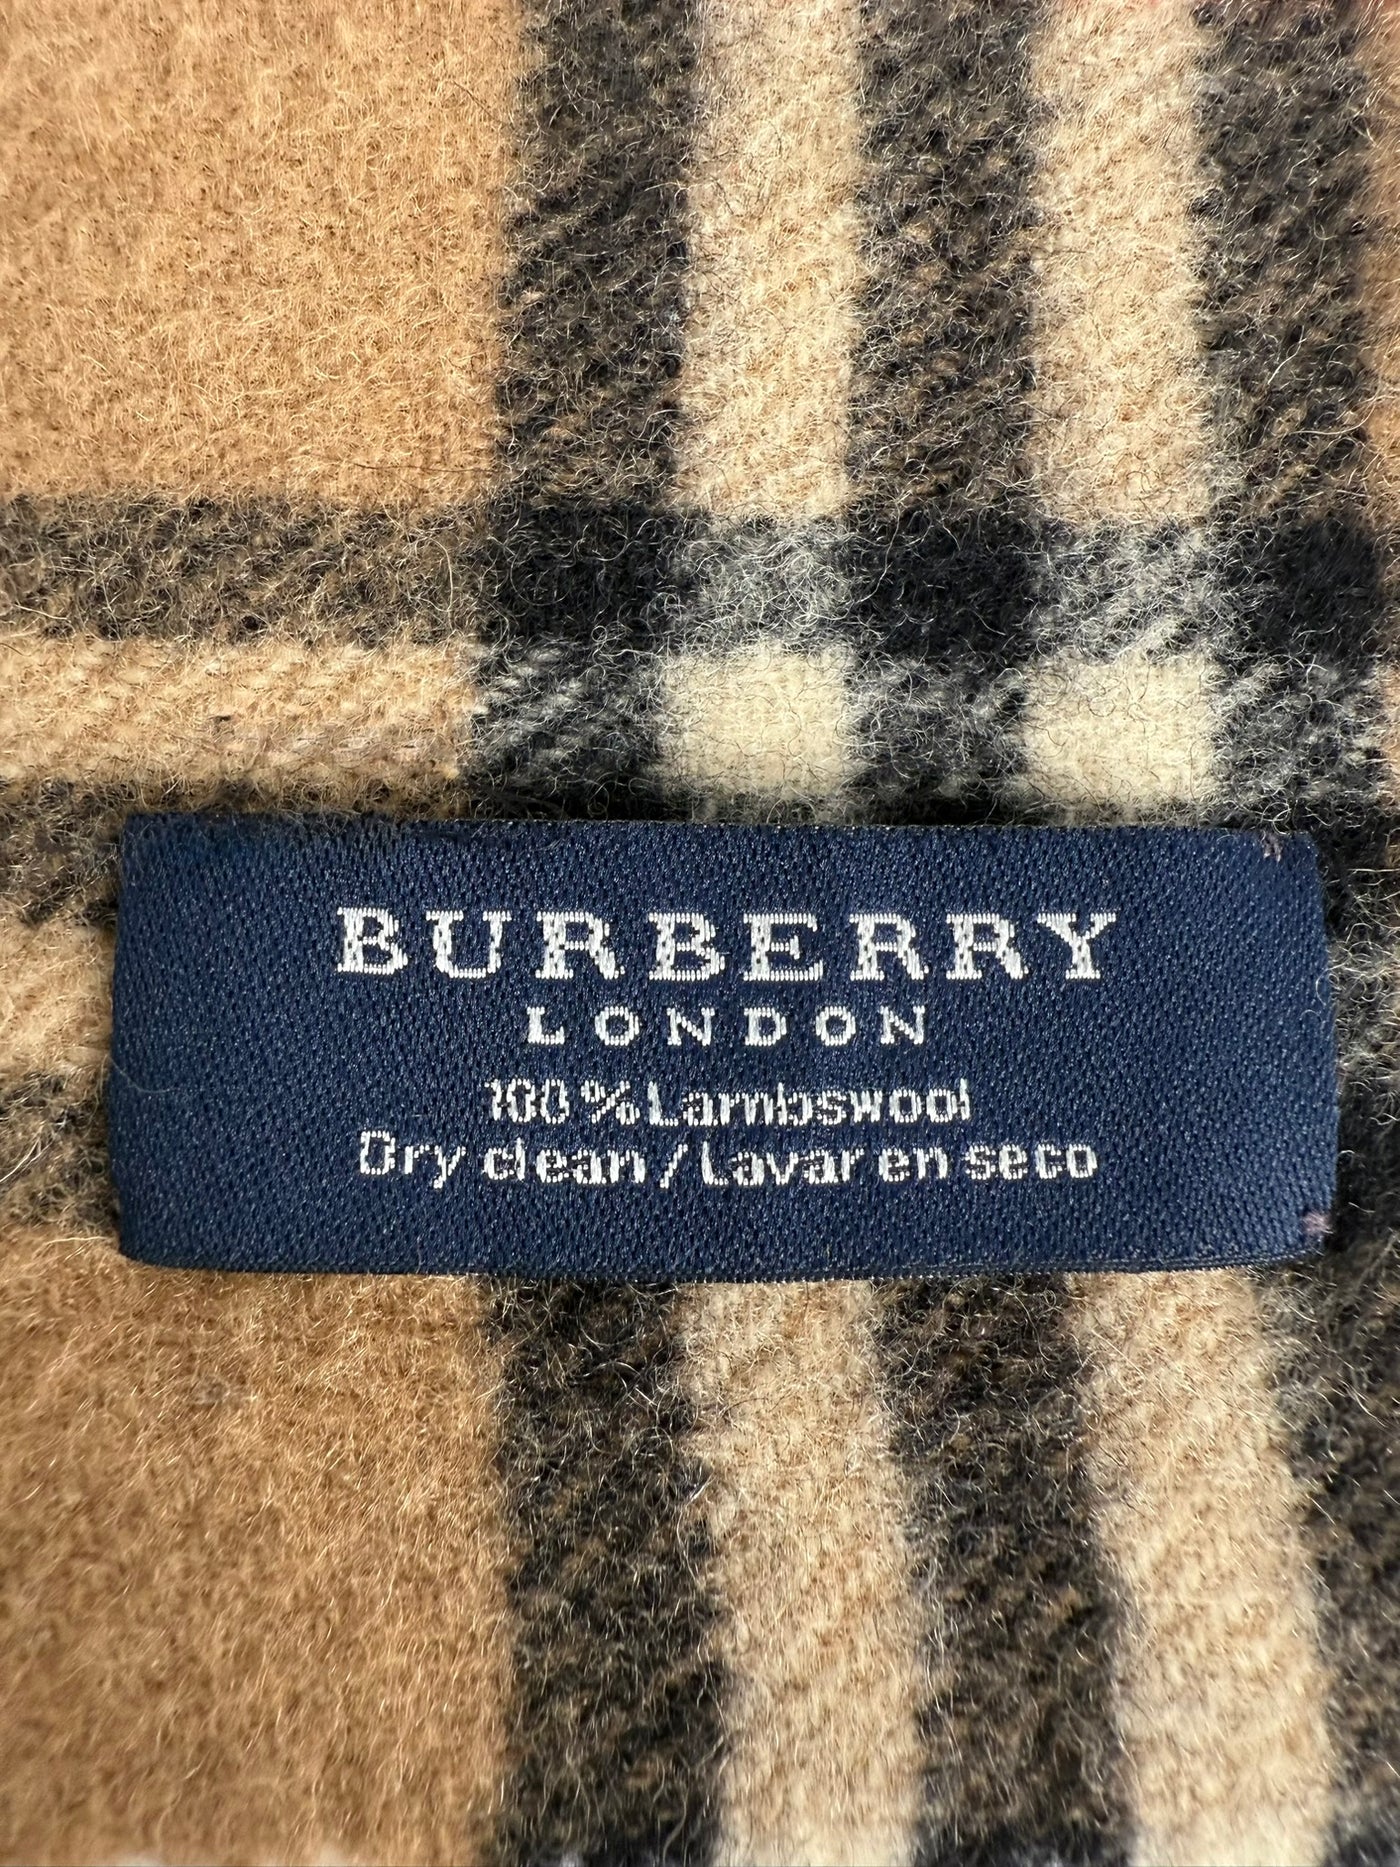 BURBERRY
LONDON
100% Lambswool
Dry clean/Lavar en seco